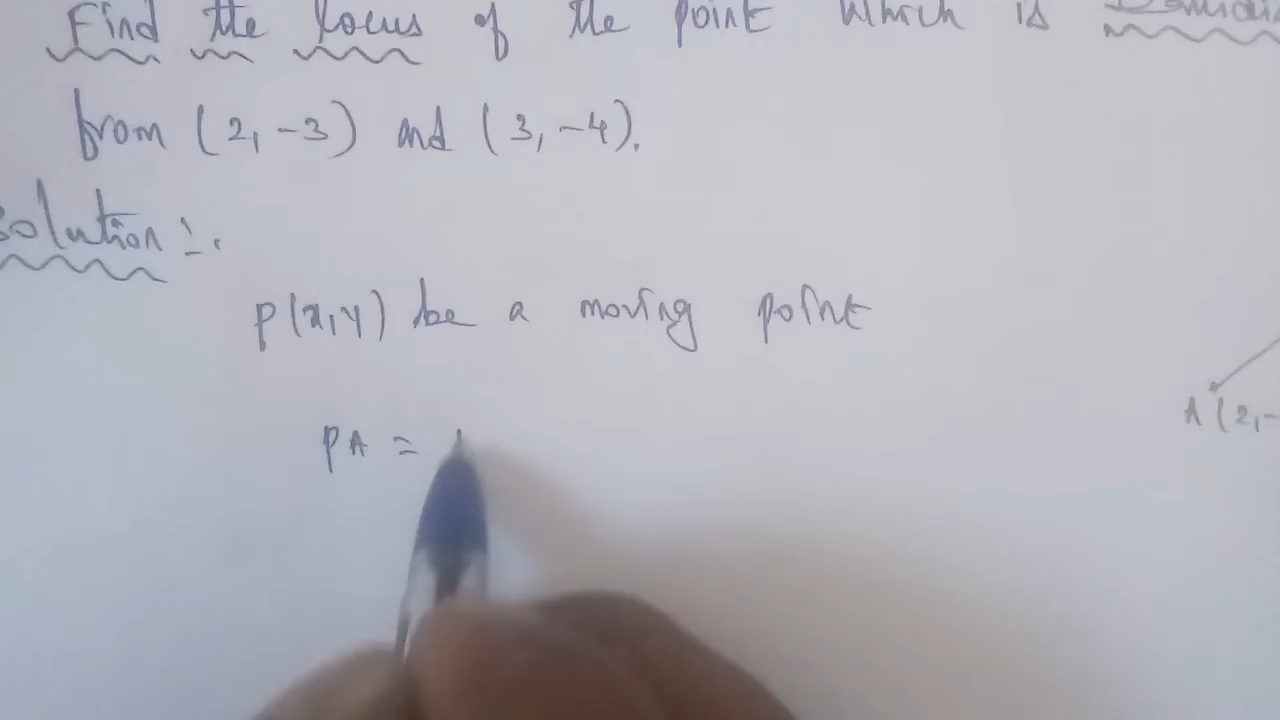 Find the locus of the point which is
from (2, -3) and (3, -4).
Solution :-
P(x, y) be a moving point
A (2, -
PA =